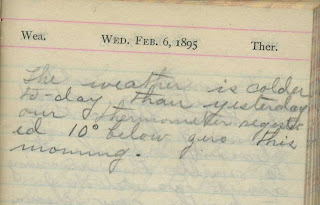 Wea. WED. FEB. 6, 1895 Ther.
The weather is colder
to-day than yesterday
our thermometer register
ed 10° below zero this
morning.